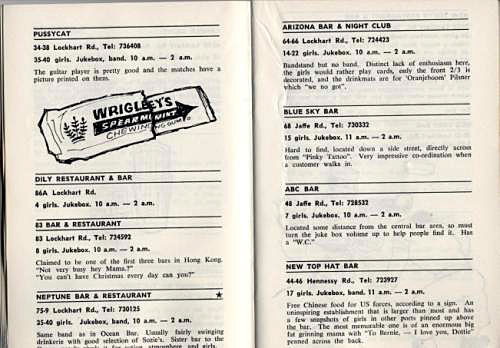 PUSSYCAT
34-38 Lockhart Rd., Tel: 736408
35-40 girls. Jukebox, band. 10 a.m. — 2 a.m.
The guitar player is pretty good and the matches have a
picture printed on them.
WRIGLEY'S
SPEARMINT
CHEWING GUM
DILY RESTAURANT & BAR
86A Lockhart Rd.
4 girls. Jukebox. 10 a.m. — 2 a.m.
83 BAR & RESTAURANT
83 Lockhart Rd., Tel: 734592
8 girls. Jukebox. 10 a.m. — 2 a.m.
Claimed to be one of the first three bars in Hong Kong.
"Not very busy hey Mama?"
"You can't have Christmas every day can you?"
NEPTUNE BAR & RESTAURANT ★
75-9 Lockhart Rd., Tel: 730125
35-40 girls. Jukebox, band, 10 a.m. — 2 a.m.
Same band as in Ocean Bar. Usually fairly swinging
drinkerie with good selection of Sozie's. Sister bar to the
ARIZONA BAR & NIGHT CLUB
64-66 Lockhart Rd., Tel: 724423
14-22 girls. Jukebox. 10 a.m. — 2 a.m.
Bandstand but no band. Distinct lack of enthusiasm here,
the girls would rather play cards, only the front 2/3 is
decorated, and the drinkmats are for 'Oranjeboom' Pilsner
which "we no got".
BLUE SKY BAR
68 Jaffe Rd., Tel: 730332
15 girls. Jukebox. 11 a.m. — 2 a.m.
Hard to find, located down a side street, directly across
from "Pinky Tattoo". Very impressive co-ordination when
a customer walks in.
ABC BAR
48 Jaffe Rd., Tel: 728532
7 girls. Jukebox, 10 a.m. — 2 a.m.
Located some distance from the central bar area, so must
turn the juke box volume up to help people find it. Has
a "W.C."
NEW TOP HAT BAR
44-46 Hennessy Rd., Tel: 723927
17 girls. Jukebox, band, 11 a.m. — 2 a.m.
Free Chinese food for US forces, according to a sign. An
uninspiring establishment that is larger than most and has
a few snapshots of girls in other ports pinned up above
the bar. The most memorable one is of an enormous big
fat grinning mama with "To Bernie, — I love you, Dottie"
penned across the back.